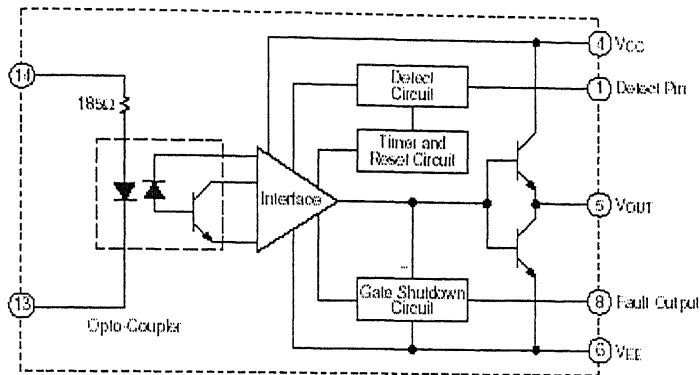 4 VCC
14
Detect Circuit
1 Detect Pin
185Ω
Timer and Reset Circuit
Interface
5 VOUT
Gate Shutdown Circuit
8 Fault Output
13
Opto-Coupler
6 VEE